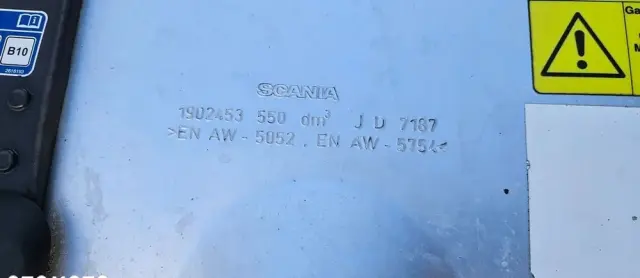 B10
SCANIA
1902453 550 dm³ J D 7187
>EN AW-5052, EN AW-5754<